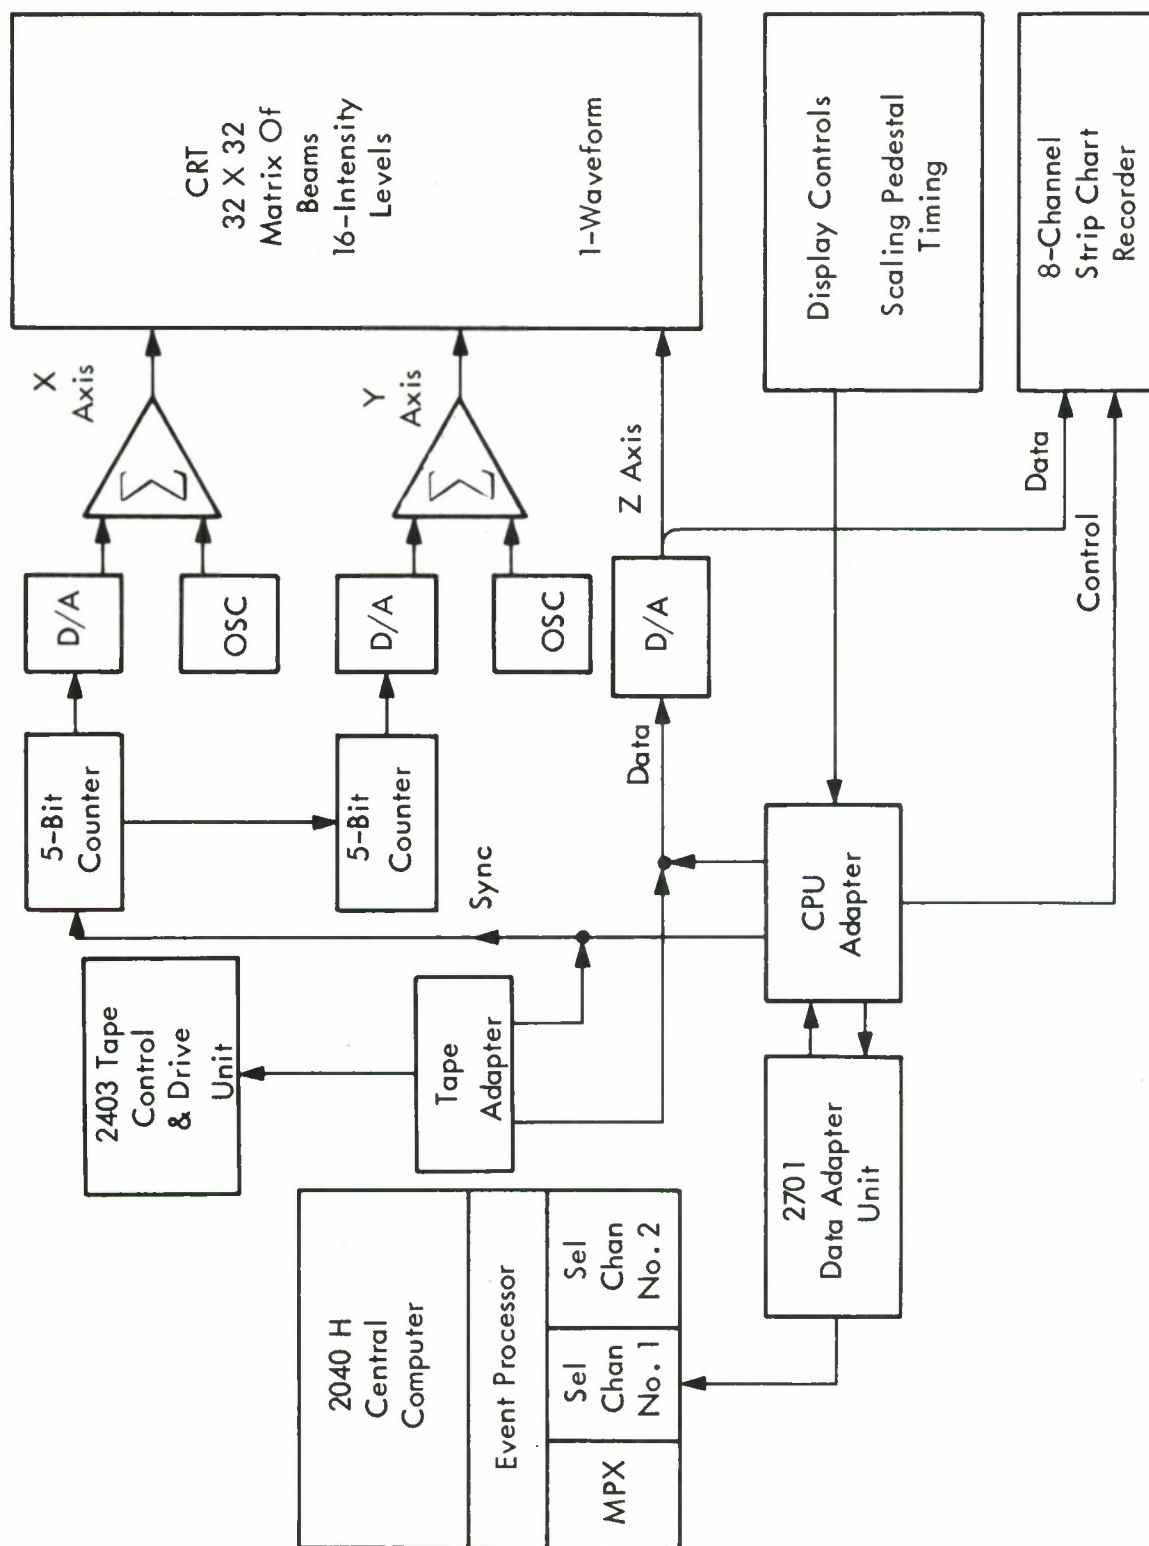 CRT
32 X 32
Matrix Of
Beams
16-Intensity
Levels
1-Waveform
Display Controls
Scaling Pedestal
Timing
8-Channel
Strip Chart
Recorder
X
Axis
Y
Axis
Z Axis
Data
Control
Σ
Σ
D/A
OSC
D/A
OSC
D/A
5-Bit
Counter
5-Bit
Counter
Data
Sync
CPU
Adapter
2403 Tape
Control
& Drive
Unit
Tape
Adapter
2040 H
Central
Computer
Event Processor
MPX
Sel
Chan
No. 1
Sel
Chan
No. 2
2701
Data Adapter
Unit